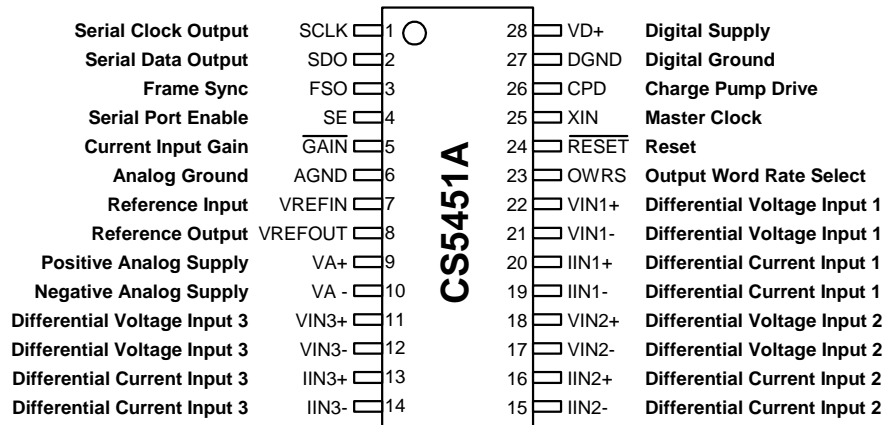 Serial Clock Output SCLK 1 28 VD+ Digital Supply
Serial Data Output SDO 2 27 DGND Digital Ground
Frame Sync FSO 3 26 CPD Charge Pump Drive
Serial Port Enable SE 4 25 XIN Master Clock
Current Input Gain GAIN 5 24 RESET Reset
Analog Ground AGND 6 23 OWRS Output Word Rate Select
Reference Input VREFIN 7 22 VIN1+ Differential Voltage Input 1
Reference Output VREFOUT 8 21 VIN1- Differential Voltage Input 1
Positive Analog Supply VA+ 9 20 IIN1+ Differential Current Input 1
Negative Analog Supply VA - 10 19 IIN1- Differential Current Input 1
Differential Voltage Input 3 VIN3+ 11 18 VIN2+ Differential Voltage Input 2
Differential Voltage Input 3 VIN3- 12 17 VIN2- Differential Voltage Input 2
Differential Current Input 3 IIN3+ 13 16 IIN2+ Differential Current Input 2
Differential Current Input 3 IIN3- 14 15 IIN2- Differential Current Input 2
CS5451A